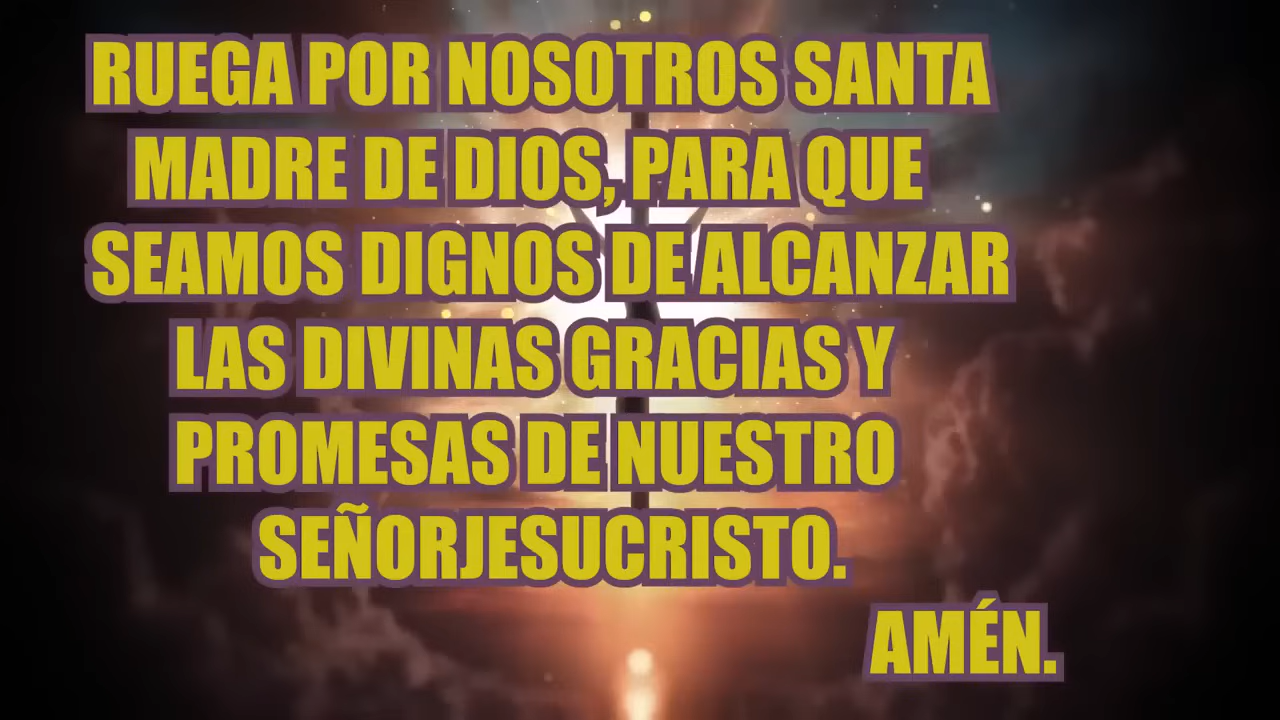 RUEGA POR NOSOTROS SANTA
MADRE DE DIOS, PARA QUE
SEAMOS DIGNOS DE ALCANZAR
LAS DIVINAS GRACIAS Y
PROMESAS DE NUESTRO
SEÑORJESUCRISTO.
AMÉN.